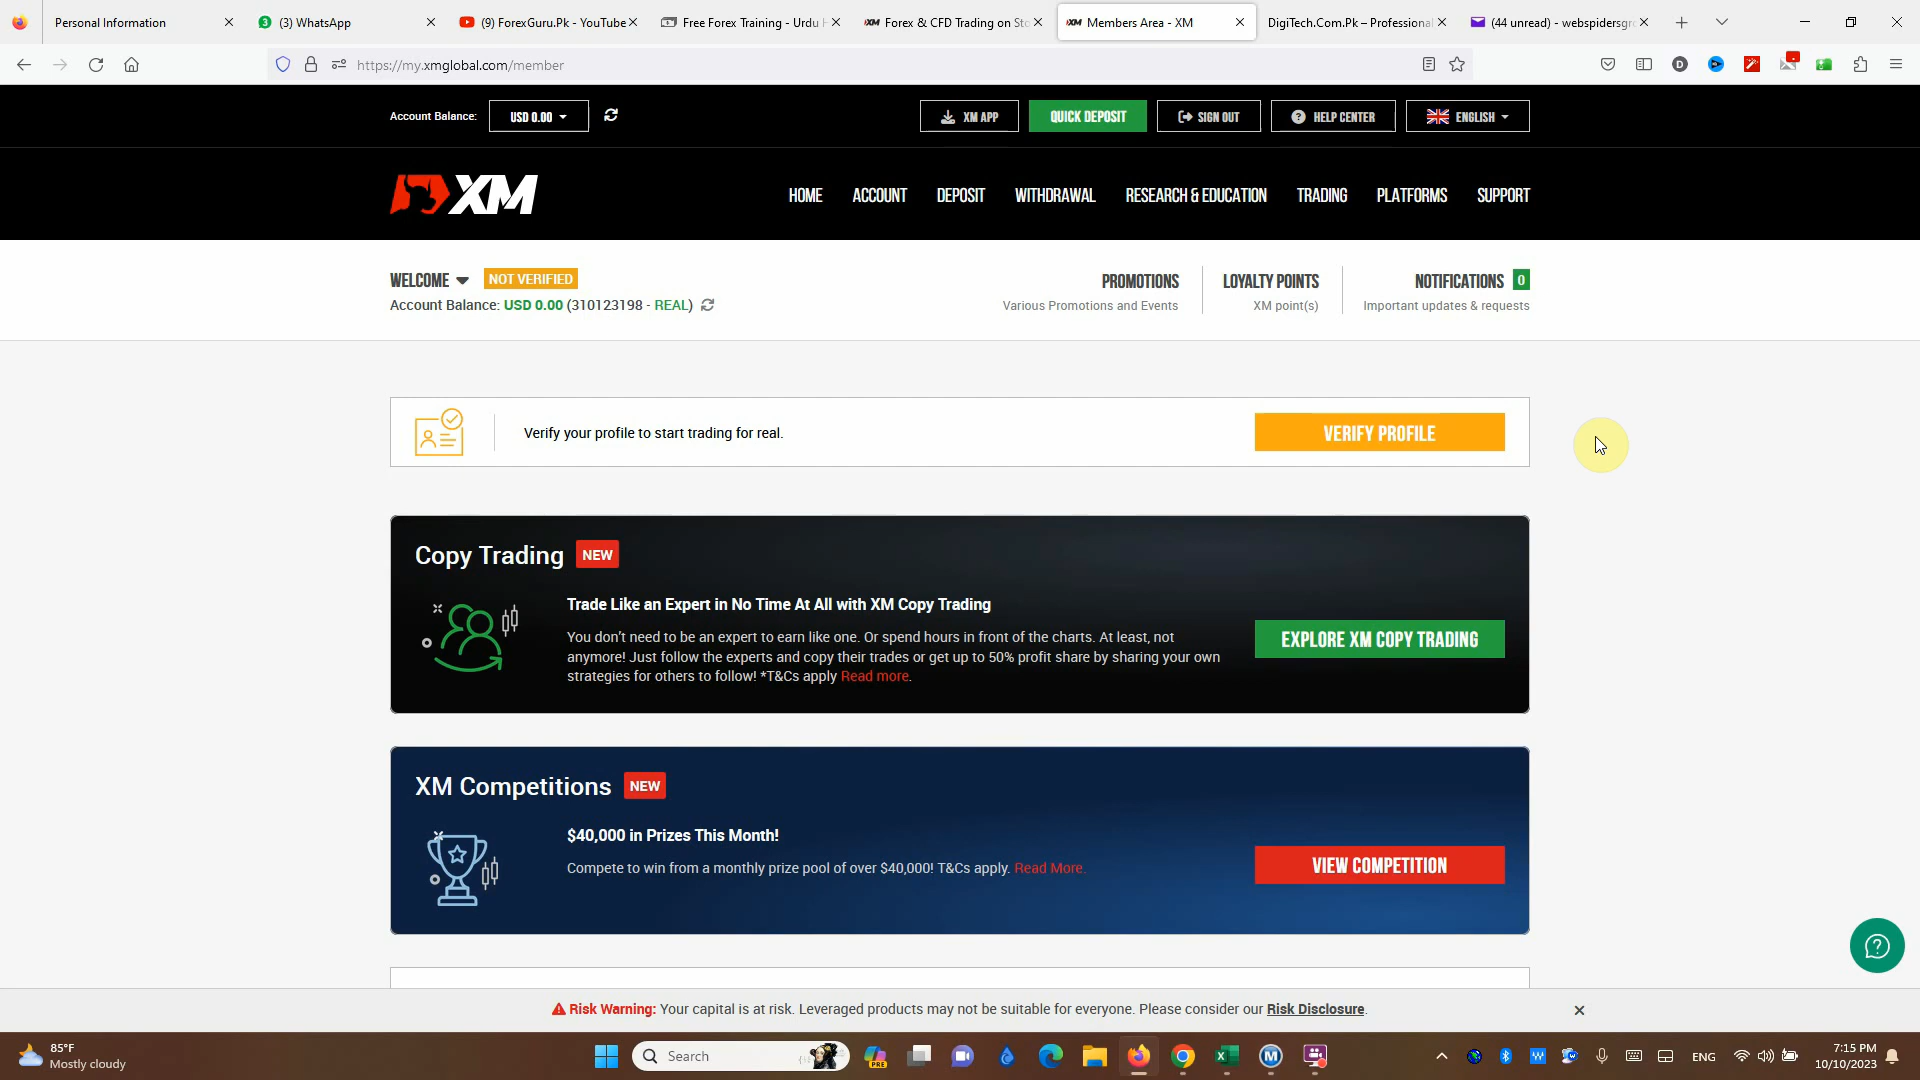 Personal Information
(3) WhatsApp
(9) ForexGuru.Pk - YouTube
Free Forex Training - Urdu
Forex & CFD Trading on Sto
Members Area - XM
DigiTech.Com.Pk – Professional
(44 unread) - webspidersgr
https://my.xmglobal.com/member
Account Balance:
USD 0.00
XM APP
QUICK DEPOSIT
SIGN OUT
HELP CENTER
ENGLISH
XM
HOME
ACCOUNT
DEPOSIT
WITHDRAWAL
RESEARCH & EDUCATION
TRADING
PLATFORMS
SUPPORT
WELCOME
NOT VERIFIED
Account Balance: USD 0.00 (310123198 - REAL)
PROMOTIONS
Various Promotions and Events
LOYALTY POINTS
XM point(s)
NOTIFICATIONS 0
Important updates & requests
Verify your profile to start trading for real.
VERIFY PROFILE
Copy Trading NEW
Trade Like an Expert in No Time At All with XM Copy Trading
You don't need to be an expert to earn like one. Or spend hours in front of the charts. At least, not
anymore! Just follow the experts and copy their trades or get up to 50% profit share by sharing your own
strategies for others to follow! *T&Cs apply Read more.
EXPLORE XM COPY TRADING
XM Competitions NEW
$40,000 in Prizes This Month!
Compete to win from a monthly prize pool of over $40,000! T&Cs apply. Read More.
VIEW COMPETITION
Risk Warning: Your capital is at risk. Leveraged products may not be suitable for everyone. Please consider our Risk Disclosure.
85°F
Mostly cloudy
Search
PRE
ENG
7:15 PM
10/10/2023